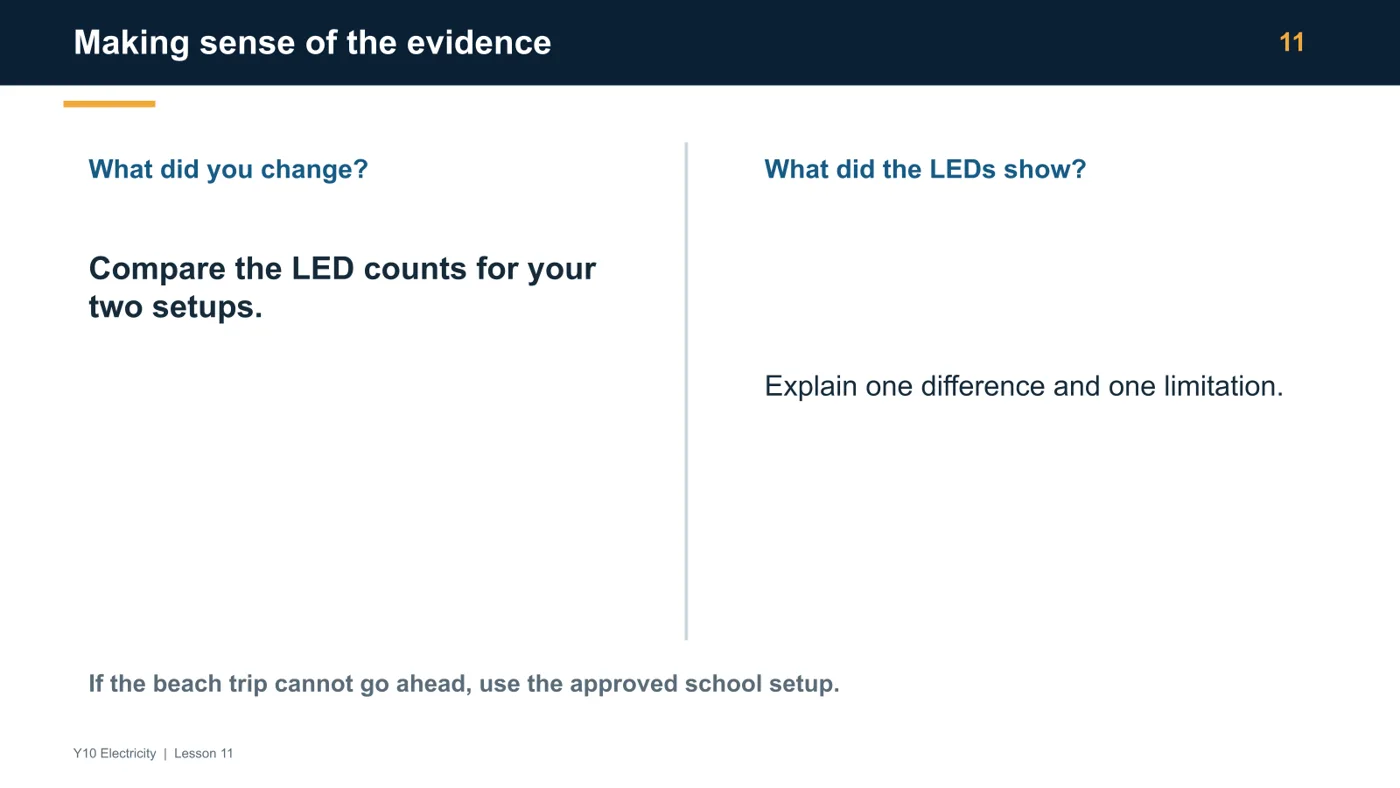 Making sense of the evidence
11
What did you change?
Compare the LED counts for your
two setups.
What did the LEDs show?
Explain one difference and one limitation.
If the beach trip cannot go ahead, use the approved school setup.
Y10 Electricity | Lesson 11